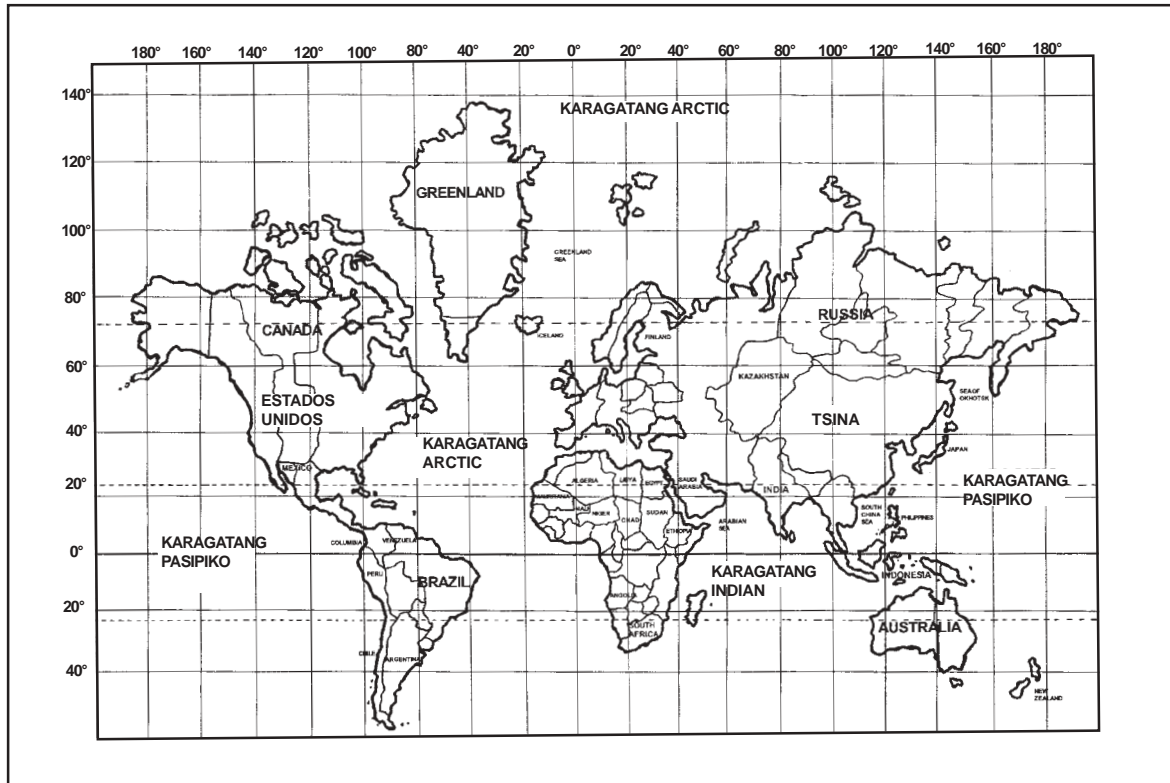 180° 140° 120° 100° 80° 60° 40° 20° 0° 20° 40° 60° 80° 100° 120° 140° 180°
140°
KARAGATANG ARCTIC
120°
GREENLAND
100°
GREENLAND
SEA
80°
CANADA
RUSSIA
ICELAND
FINLAND
60°
KAZAKHSTAN
SEA OF
OKHOTSK
ESTADOS
UNIDOS
TSINA
40°
KARAGATANG
ARCTIC
JAPAN
MEXICO
ALGERIA
LIBYA
EGYPT
SAUDI
ARABIA
INDIA
KARAGATANG
PASIPIKO
20°
MAURITANIA
MALI
NIGER
CHAD
SUDAN
ARABIAN
SEA
SOUTH
CHINA
SEA
PHILIPPINES
ETHIOPIA
KARAGATANG
PASIPIKO
COLUMBIA
VENEZUELA
0°
PERU
BRAZIL
KARAGATANG
INDIAN
INDONESIA
ANGOLA
20°
SOUTH
AFRICA
AUSTRALIA
CHILE
ARGENTINA
40°
NEW
ZEALAND